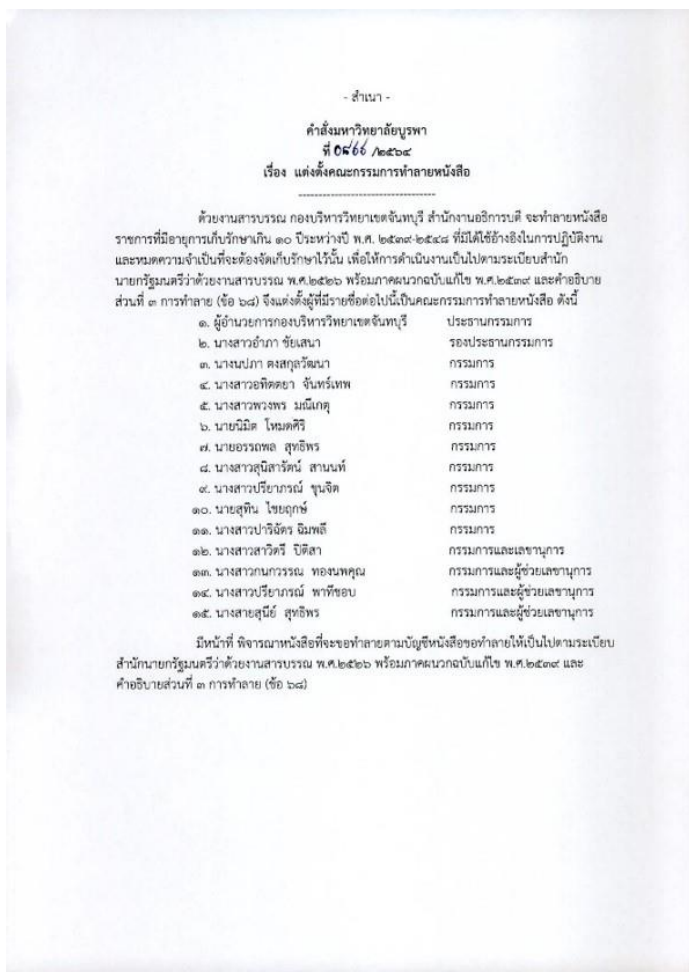 - สำเนา -
คำสั่งมหาวิทยาลัยบูรพา
ที่ /๒๕๖๔
เรื่อง แต่งตั้งคณะกรรมการทำลายหนังสือ
ด้วยงานสารบรรณ กองบริหารวิทยาเขตจันทบุรี สำนักงานอธิการบดี จะทำลายหนังสือ
ราชการที่มีอายุการเก็บรักษาเกิน ๑๐ ปีระหว่างปี พ.ศ. ๒๕๓๙-๒๕๔๘ ที่มิได้ใช้อ้างอิงในการปฏิบัติงาน
และหมดความจำเป็นที่จะต้องจัดเก็บรักษาไว้นั้น เพื่อให้การดำเนินงานเป็นไปตามระเบียบสำนัก
นายกรัฐมนตรีว่าด้วยงานสารบรรณ พ.ศ.๒๕๒๖ พร้อมภาคผนวกฉบับแก้ไข พ.ศ.๒๕๓๙ และคำอธิบาย
ส่วนที่ ๓ การทำลาย (ข้อ ๖๘) จึงแต่งตั้งผู้ที่มีรายชื่อต่อไปนี้เป็นคณะกรรมการทำลายหนังสือ ดังนี้
๑. ผู้อำนวยการกองบริหารวิทยาเขตจันทบุรี ประธานกรรมการ
๒. นางสาวอำภา ชัยเสนา รองประธานกรรมการ
๓. นางนปภา ดงสกุลวัฒนา กรรมการ
๔. นางสาวอทิตตยา จันทร์เทพ กรรมการ
๕. นางสาวพวงพร มณีเกตุ กรรมการ
๖. นายนิมิต โหมดศิริ กรรมการ
๗. นายอรรถพล สุทธิพร กรรมการ
๘. นางสาวสุนิสารัตน์ สานนท์ กรรมการ
๙. นางสาวปรียาภรณ์ ขุนจิต กรรมการ
๑๐. นายสุทิน ไชยฤกษ์ กรรมการ
๑๑. นางสาวปาริฉัตร ฉิมพลี กรรมการ
๑๒. นางสาวสาวิตรี ปิติสา กรรมการและเลขานุการ
๑๓. นางสาวกนกวรรณ ทองนพคุณ กรรมการและผู้ช่วยเลขานุการ
๑๔. นางสาวปรียาภรณ์ พาทีชอบ กรรมการและผู้ช่วยเลขานุการ
๑๕. นางสายสุนีย์ สุทธิพร กรรมการและผู้ช่วยเลขานุการ
มีหน้าที่ พิจารณาหนังสือที่จะขอทำลายตามบัญชีหนังสือขอทำลายให้เป็นไปตามระเบียบ
สำนักนายกรัฐมนตรีว่าด้วยงานสารบรรณ พ.ศ.๒๕๒๖ พร้อมภาคผนวกฉบับแก้ไข พ.ศ.๒๕๓๙ และ
คำอธิบายส่วนที่ ๓ การทำลาย (ข้อ ๖๘)